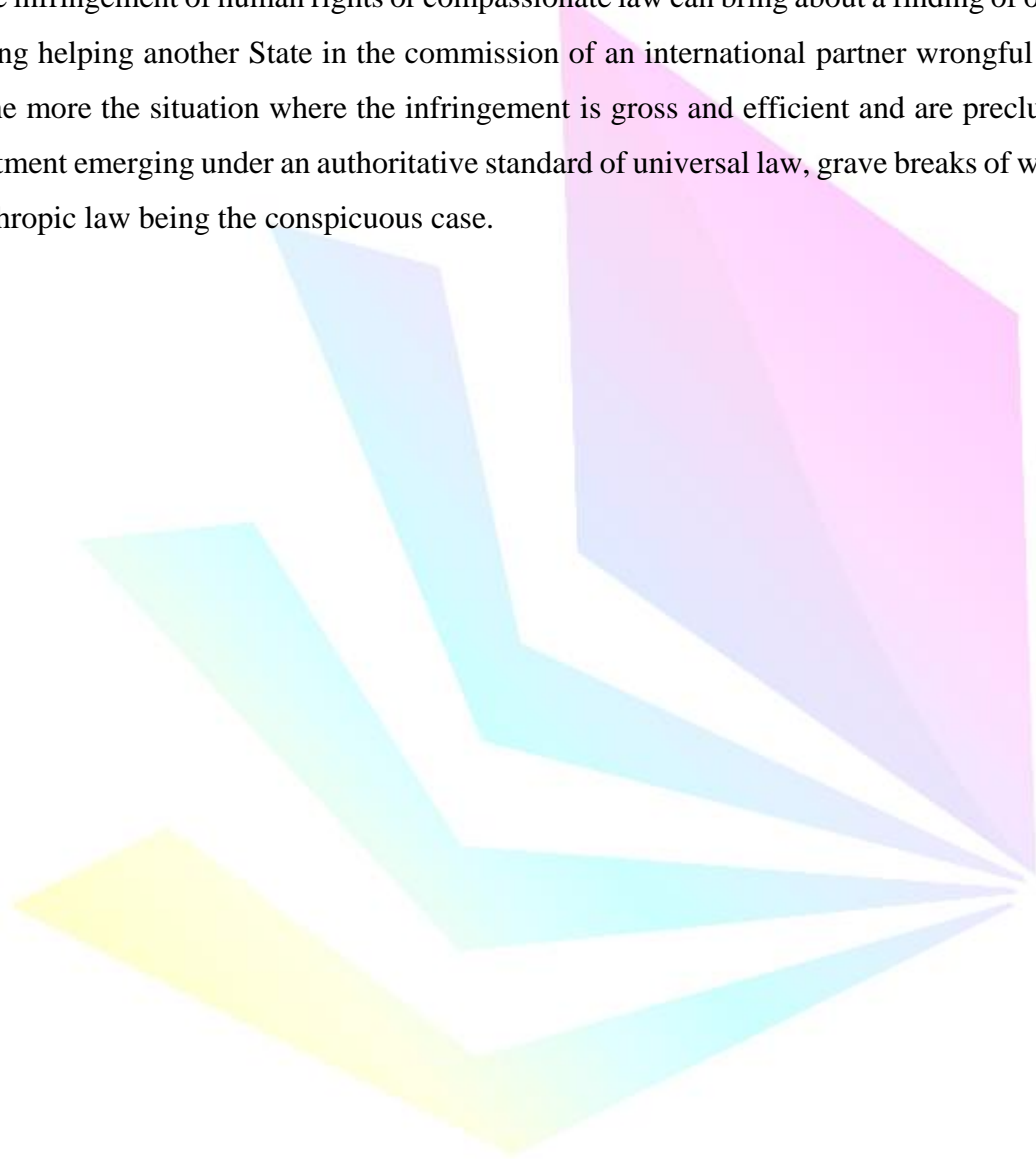 infringement of human rights or compassionate law can bring about a finding of
ng helping another State in the commission of an international partner wrongful
ne more the situation where the infringement is gross and efficient and are preclu
tment emerging under an authoritative standard of universal law, grave breaks of w
hropic law being the conspicuous case.